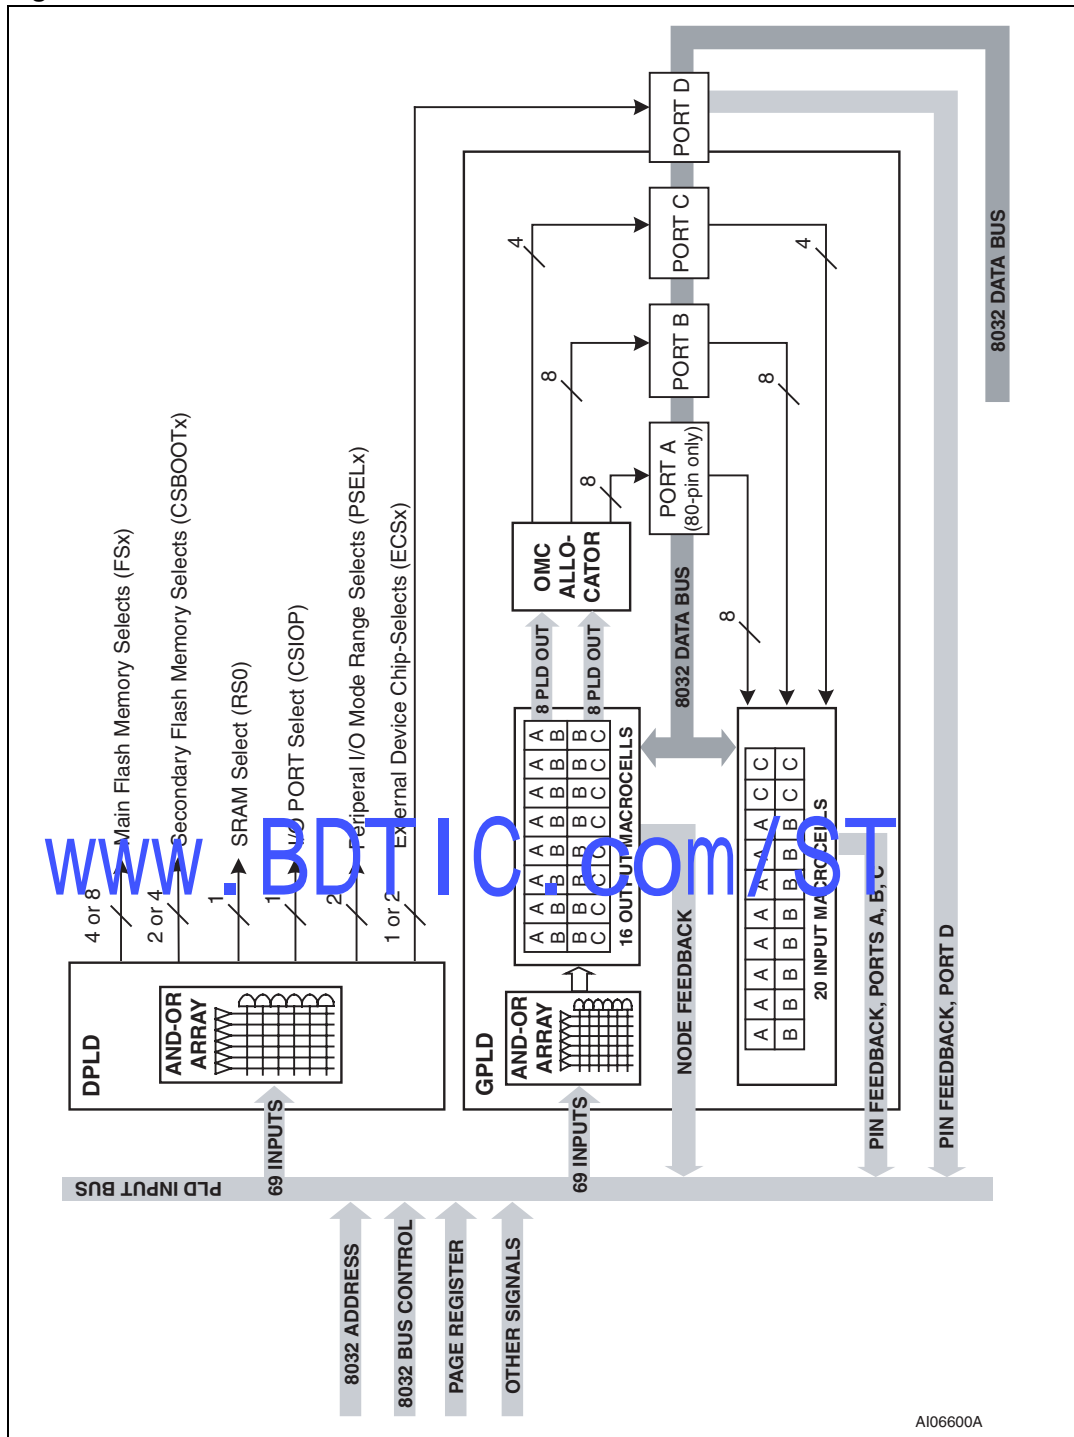 PLD INPUT BUS
8032 ADDRESS
8032 BUS CONTROL
PAGE REGISTER
OTHER SIGNALS
69 INPUTS
DPLD
AND-OR
ARRAY
4 or 8
Main Flash Memory Selects (FSx)
2 or 4
Secondary Flash Memory Selects (CSBOOTx)
1
SRAM Select (RS0)
1
I/O PORT Select (CSIOP)
2
Peripheral I/O Mode Range Selects (PSELx)
1 or 2
External Device Chip-Selects (ECSx)
69 INPUTS
GPLD
AND-OR
ARRAY
A A A A A A A A
B B B B B B B B
B B B B B B B B
C C C C C C C C
16 OUTPUT MACROCELLS
8 PLD OUT
8 PLD OUT
OMC
ALLO-
CATOR
4
8
8
PORT A
(80-pin only)
PORT B
PORT C
PORT D
8032 DATA BUS
8
8
4
A A A A A A A A C C
B B B B B B B B C C
20 INPUT MACROCELLS
NODE FEEDBACK
PIN FEEDBACK, PORTS A, B, C
PIN FEEDBACK, PORT D
8032 DATA BUS
www.BDTIC.com/ST
AI06600A